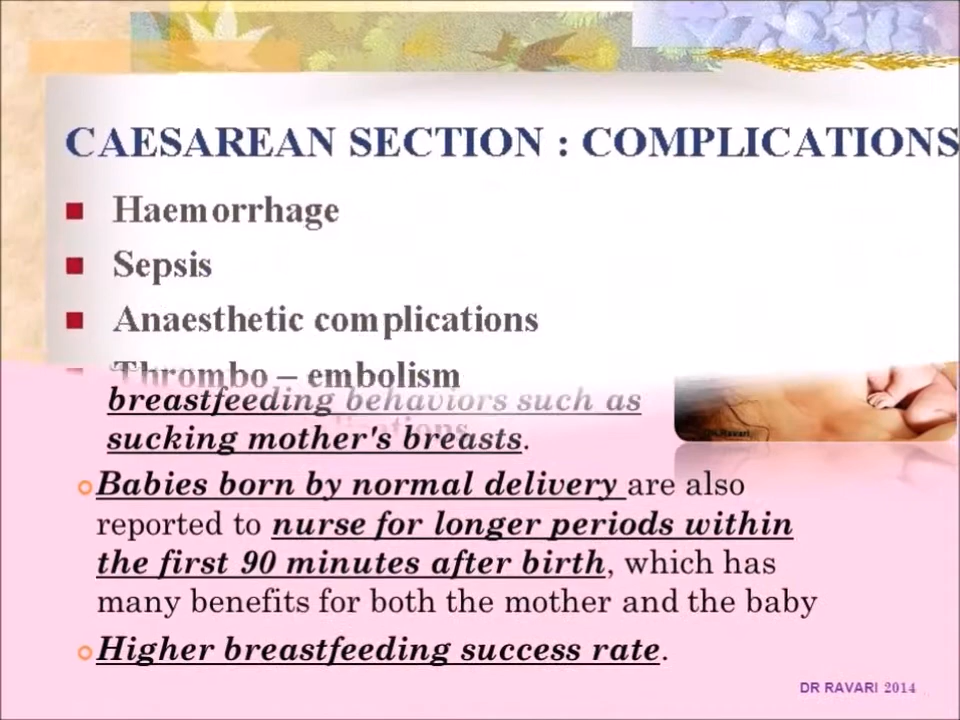 CAESAREAN SECTION : COMPLICATIONS
Haemorrhage
Sepsis
Anaesthetic complications
Thrombo – embolism
breastfeeding behaviors such as
sucking mother's breasts.
Babies born by normal delivery are also
reported to nurse for longer periods within
the first 90 minutes after birth, which has
many benefits for both the mother and the baby
Higher breastfeeding success rate.
DR RAVARI 2014